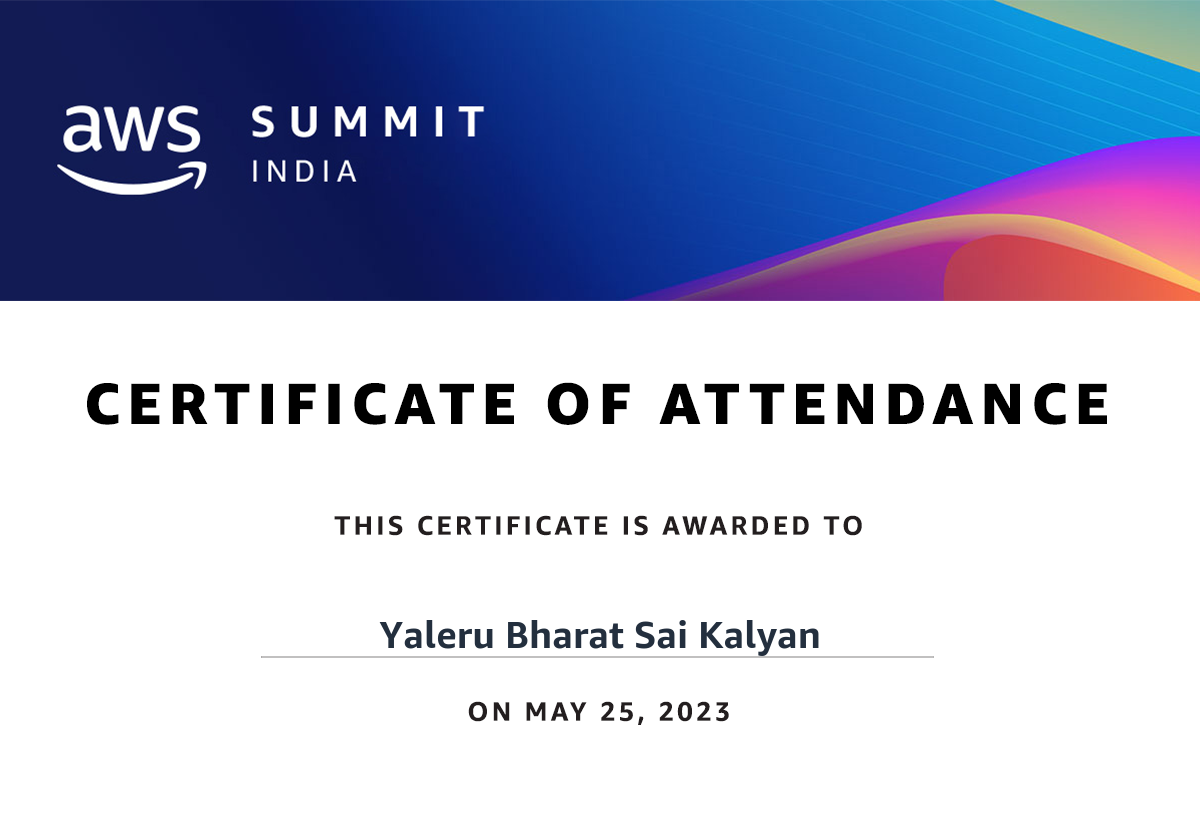 aws
SUMMIT
INDIA
CERTIFICATE OF ATTENDANCE
THIS CERTIFICATE IS AWARDED TO
Yaleru Bharat Sai Kalyan
ON MAY 25, 2023